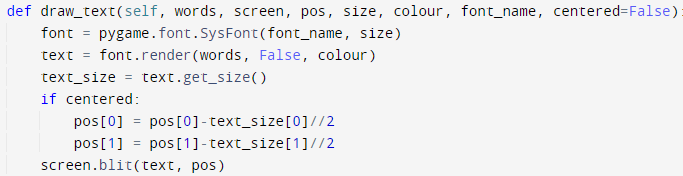 def draw_text(self, words, screen, pos, size, colour, font_name, centered=False):
    font = pygame.font.SysFont(font_name, size)
    text = font.render(words, False, colour)
    text_size = text.get_size()
    if centered:
        pos[0] = pos[0]-text_size[0]//2
        pos[1] = pos[1]-text_size[1]//2
    screen.blit(text, pos)